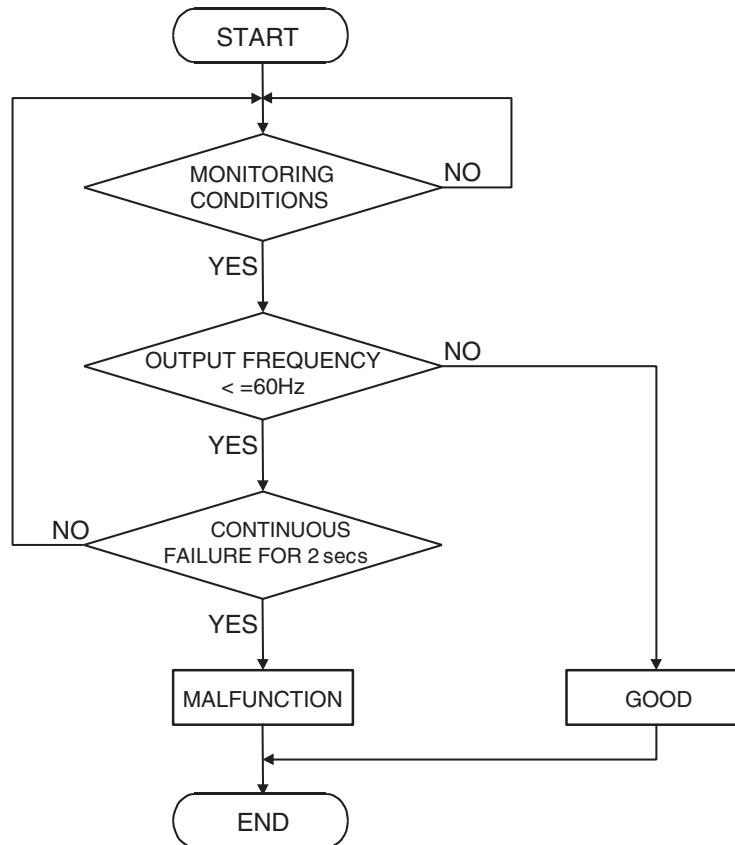 START
MONITORING
CONDITIONS
NO
YES
OUTPUT FREQUENCY
< =60Hz
NO
YES
CONTINUOUS
FAILURE FOR 2 secs
NO
YES
MALFUNCTION
GOOD
END